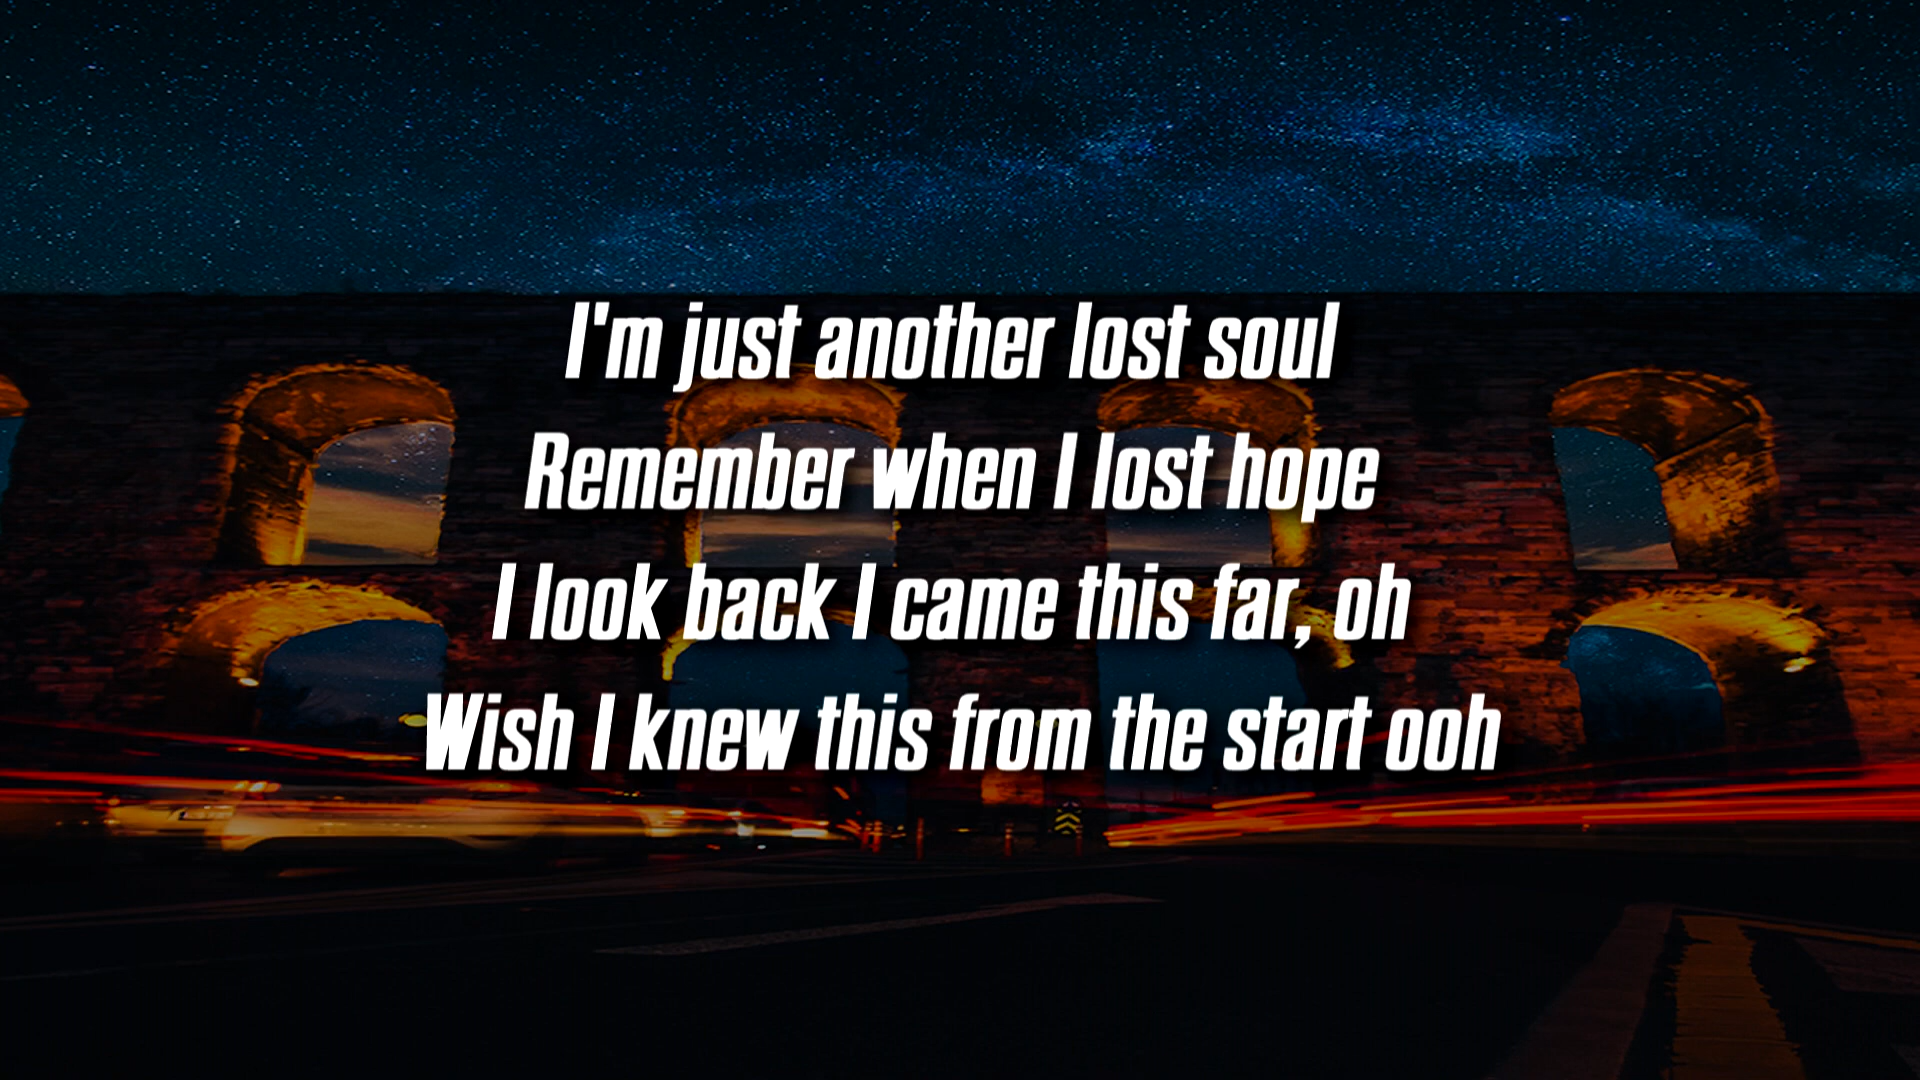 I'm just another lost soul
Remember when I lost hope
I look back I came this far, oh
Wish I knew this from the start ooh